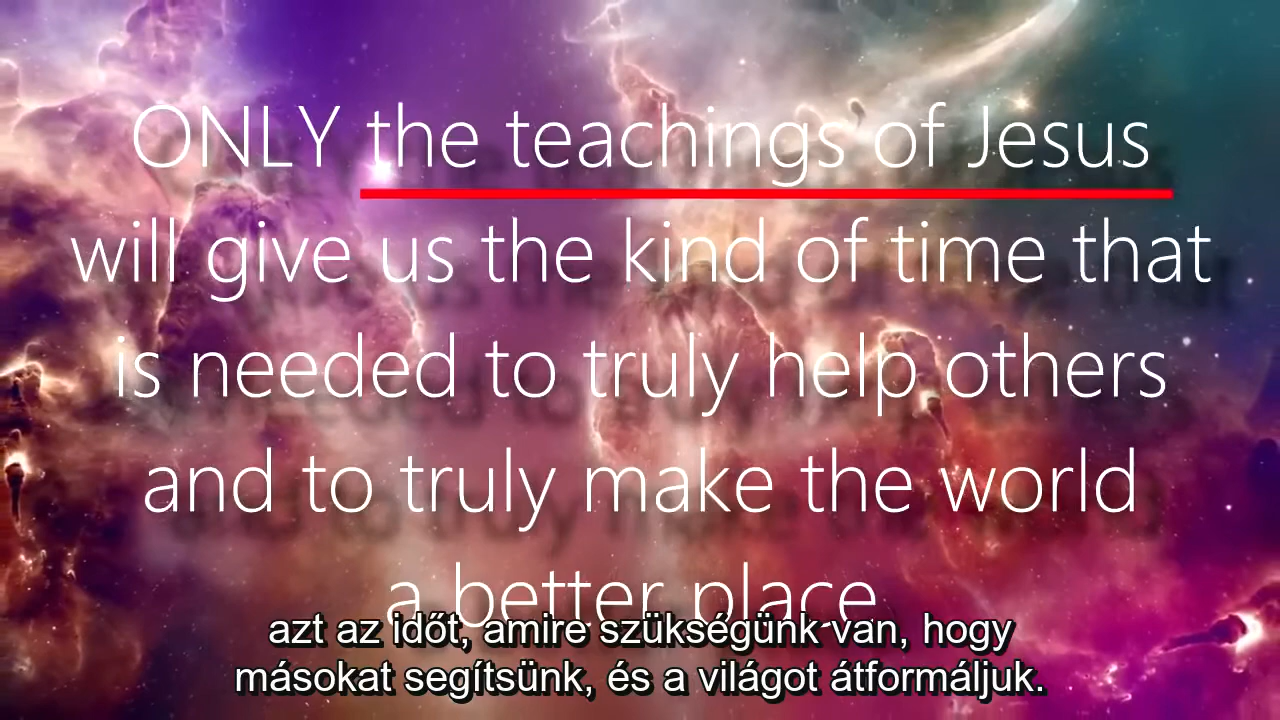 ONLY the teachings of Jesus
will give us the kind of time that
is needed to truly help others
and to truly make the world
a better place.
azt az időt, amire szükségünk van, hogy
másokat segítsünk, és a világot átformáljuk.